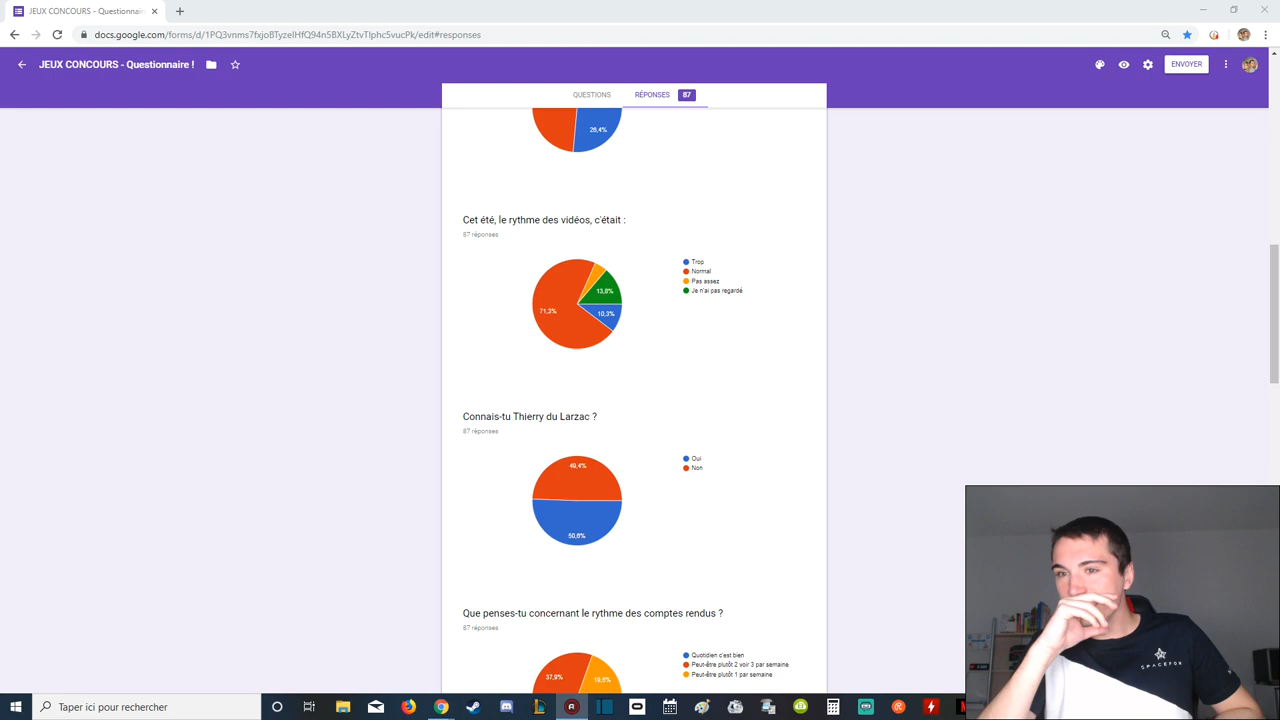 JEUX CONCOURS - Questionnair
docs.google.com/forms/d/1PQ3vnms7fxjoBTyzeIHfQ94n5BXLyZtvTIphc5vucPk/edit#responses
JEUX CONCOURS - Questionnaire !
ENVOYER
QUESTIONS
RÉPONSES 87
26,4%
Cet été, le rythme des vidéos, c'était :
87 réponses
Trop
Normal
Pas assez
Je n'ai pas regardé
13,8%
71,3%
10,3%
Connais-tu Thierry du Larzac ?
87 réponses
Oui
Non
49,4%
50,6%
Que penses-tu concernant le rythme des comptes rendus ?
87 réponses
Quotidien c'est bien
Peut-être plutôt 2 voir 3 par semaine
Peut-être plutôt 1 par semaine
37,9%
19,5%
SPACEFOX
Taper ici pour rechercher